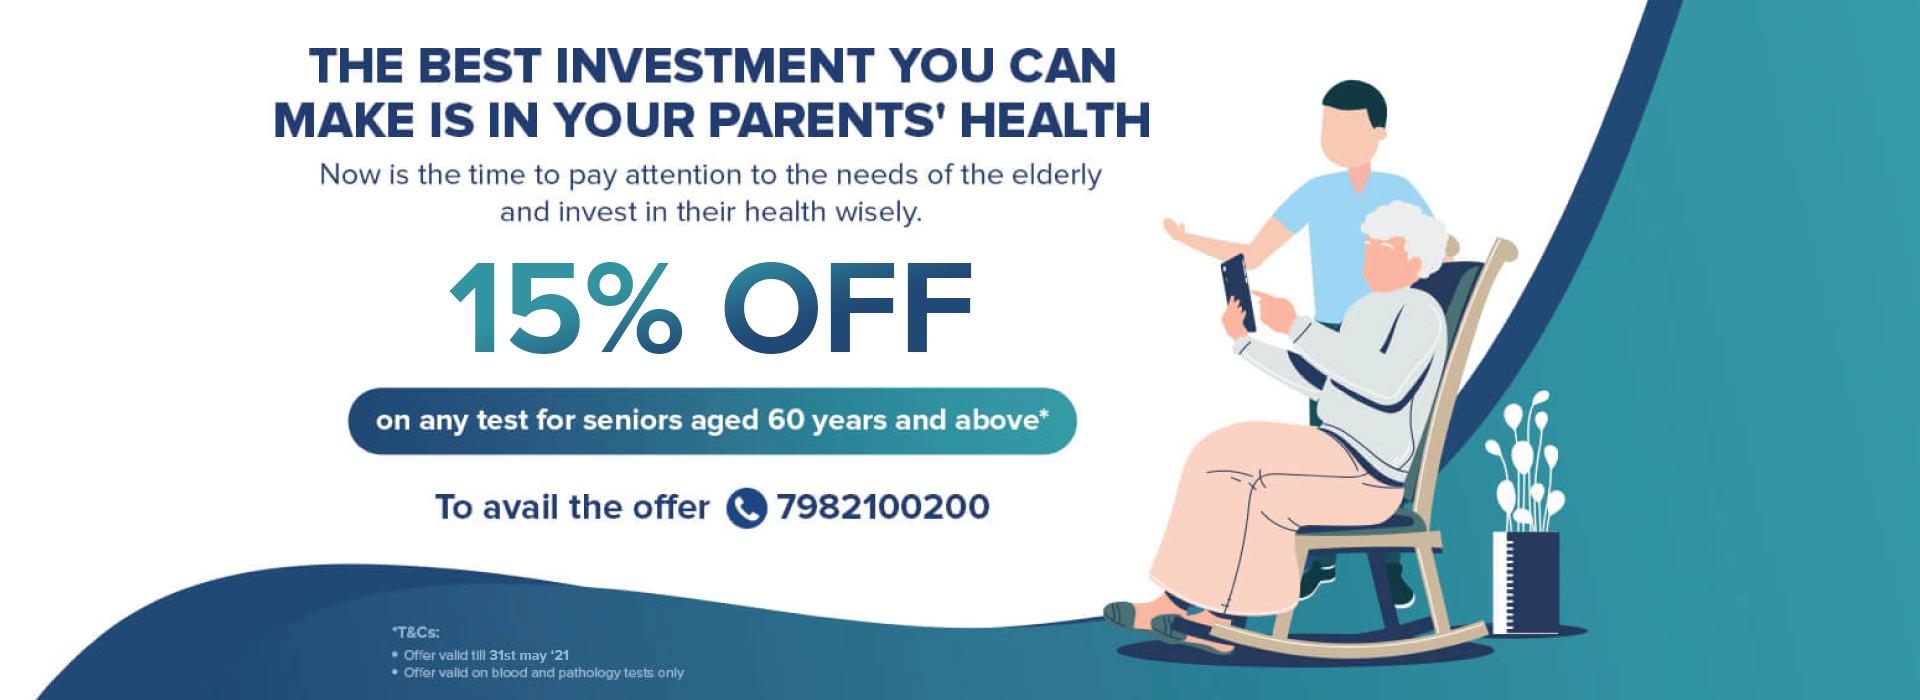 THE BEST INVESTMENT YOU CAN
MAKE IS IN YOUR PARENTS' HEALTH
Now is the time to pay attention to the needs of the elderly
and invest in their health wisely.
15% OFF
on any test for seniors aged 60 years and above*
To avail the offer 7982100200
*T&Cs:
• Offer valid till 31st may ‘21
• Offer valid on blood and pathology tests only